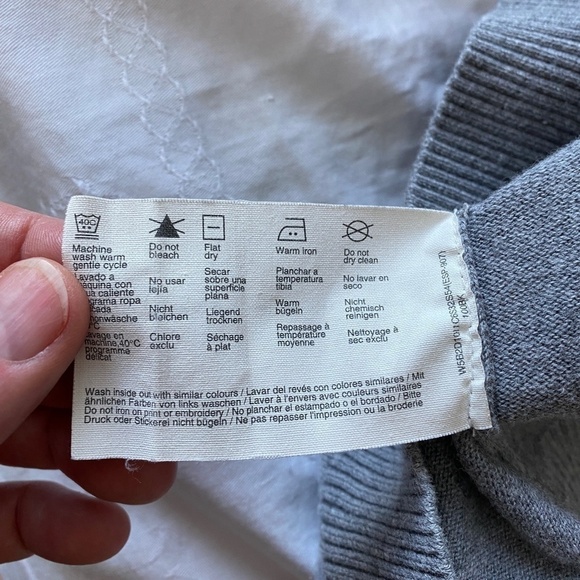 40C
Machine
wash warm
gentle cycle
Lavado a
máquina con
caliente
ropa
°C
machine, 40°C
programme
délicat
Do not
bleach
No usar
lejía
Nicht
bleichen
Chlore
exclu
Flat
dry
Secar
sobre una
superficie
plana
Liegend
trocknen
Séchage
à plat
Warm iron
Planchar a
temperatura
tibia
Warm
bügeln
Repassage à
température
moyenne
Do not
dry clean
No lavar en
seco
Nicht
chemisch
reinigen
Nettoyage à
sec exclu
Wash inside out with similar colours / Lavar del revés con colores similares / Mit
ähnlichen Farben von links waschen / Laver à l'envers avec couleurs similaires /
Do not iron on print or embroidery / No planchar el estampado o el bordado / Bitte
Druck oder Stickerei nicht bügeln / Ne pas repasser l'impression ou la broderie